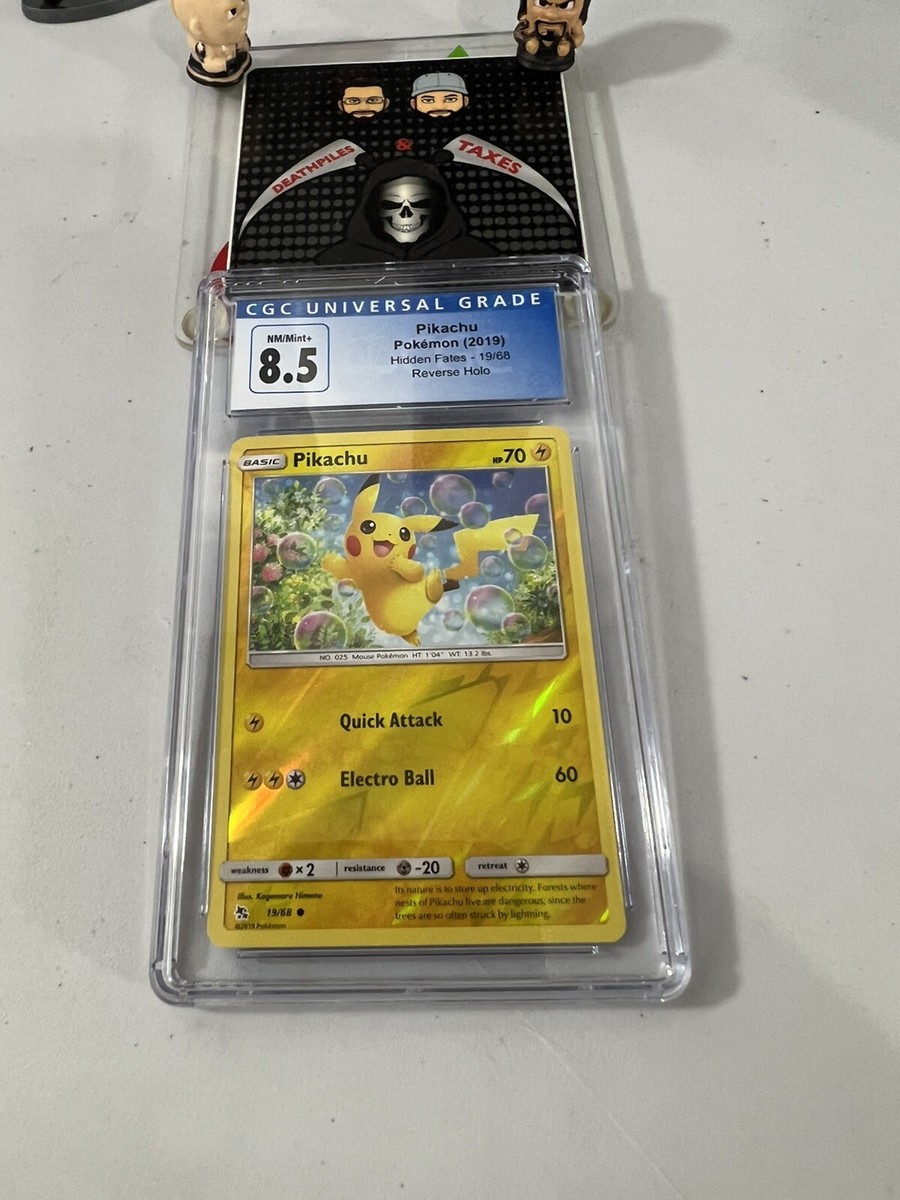 DEATHPILES & TAXES
CGC UNIVERSAL GRADE
NM/Mint+
8.5
Pikachu
Pokémon (2019)
Hidden Fates - 19/68
Reverse Holo
BASIC Pikachu HP 70
NO. 025 Mouse Pokémon HT: 1'04" WT: 13.2 lbs.
Quick Attack 10
Electro Ball 60
weakness ×2 resistance -20 retreat
Illus. Kagemaru Himeno
19/68
©2019 Pokémon
Its nature is to store up electricity. Forests where
nests of Pikachu live are dangerous, since the
trees are so often struck by lightning.